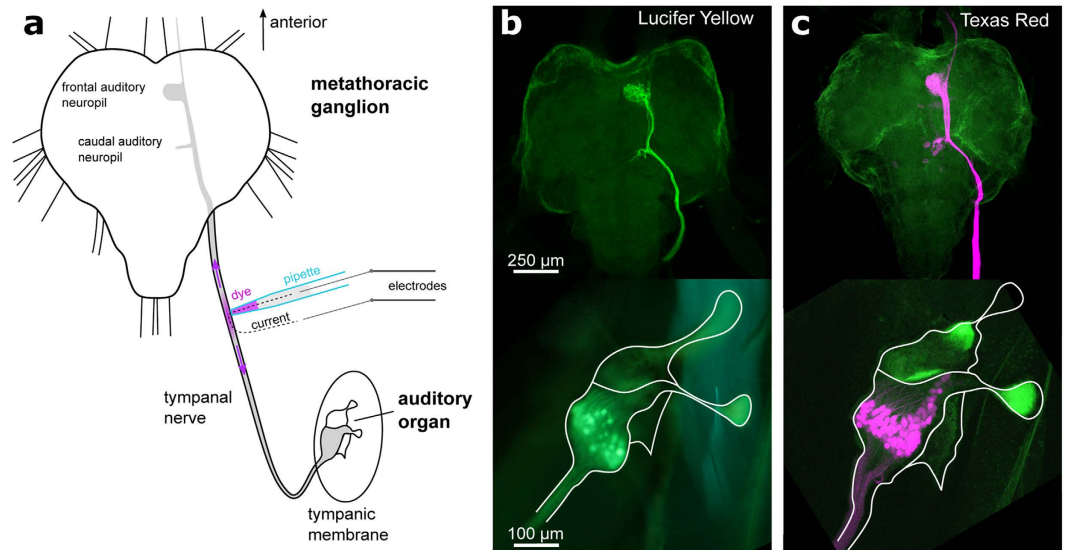 a
anterior
frontal auditory
neuropil
metathoracic
ganglion
caudal auditory
neuropil
pipette
dye
electrodes
current
tympanal
nerve
auditory
organ
tympanic
membrane
b
Lucifer Yellow
250 µm
100 µm
c
Texas Red